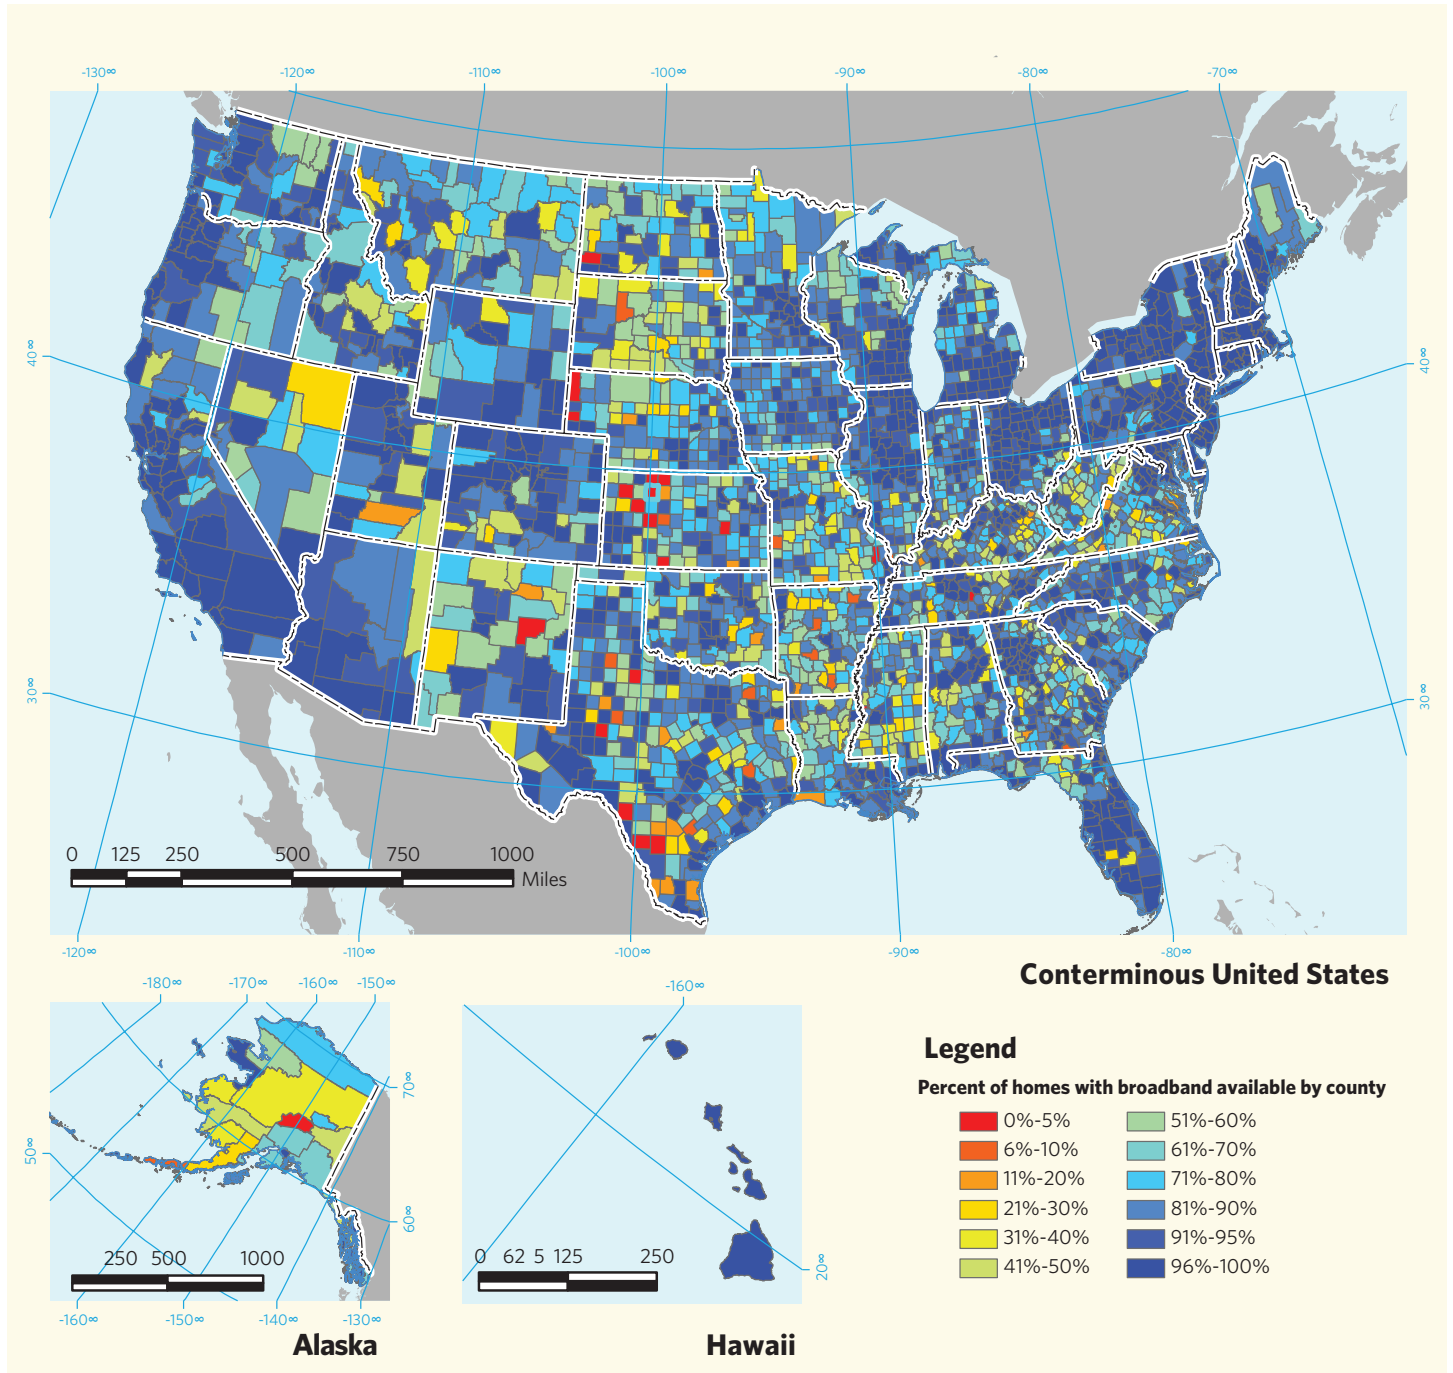 -130∞ -120∞ -110∞ -100∞ -90∞ -80∞ -70∞
40∞ 40∞
30∞ 30∞
0 125 250 500 750 1000
Miles
-120∞ -110∞ -100∞ -90∞ -80∞
Conterminous United States
-180∞ -170∞ -160∞ -150∞
70∞
50∞
60∞
250 500 1000
-160∞ -150∞ -140∞ -130∞
Alaska
-160∞
0 62 5 125 250
20∞
Hawaii
Legend
Percent of homes with broadband available by county
0%-5% 51%-60%
6%-10% 61%-70%
11%-20% 71%-80%
21%-30% 81%-90%
31%-40% 91%-95%
41%-50% 96%-100%